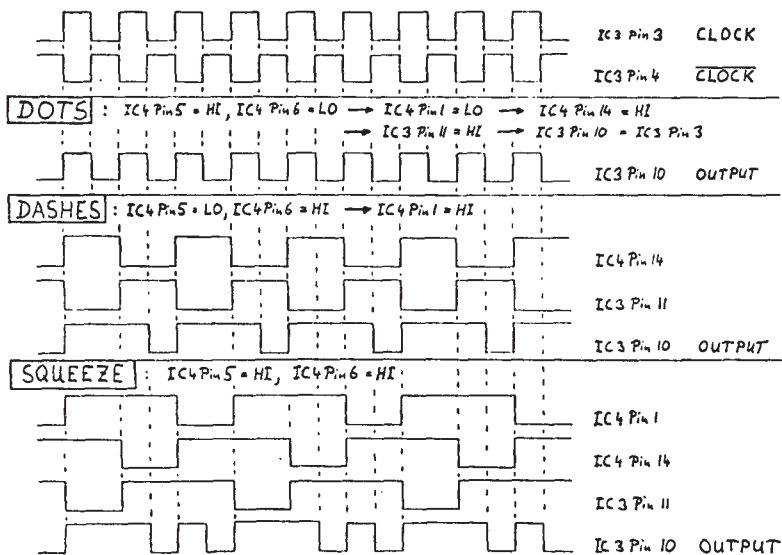 IC3 Pin 3 CLOCK
IC3 Pin 4 CLOCK
DOTS : IC4 Pin 5 = HI, IC4 Pin 6 = LO → IC4 Pin 1 = LO → IC4 Pin 14 = HI
→ IC3 Pin 11 = HI → IC3 Pin 10 = IC3 Pin 3
IC3 Pin 10 OUTPUT
DASHES : IC4 Pin 5 = LO, IC4 Pin 6 = HI → IC4 Pin 1 = HI
IC4 Pin 14
IC3 Pin 11
IC3 Pin 10 OUTPUT
SQUEEZE : IC4 Pin 5 = HI, IC4 Pin 6 = HI
IC4 Pin 1
IC4 Pin 14
IC3 Pin 11
IC3 Pin 10 OUTPUT